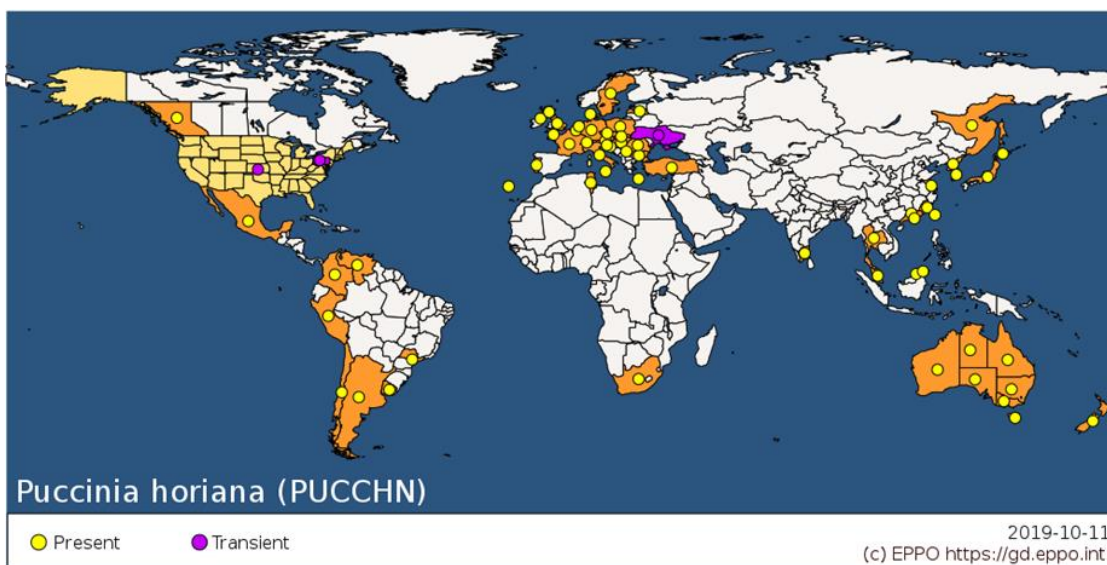 Puccinia horiana (PUCCHN)
Present
Transient
2019-10-11
(c) EPPO https://gd.eppo.int